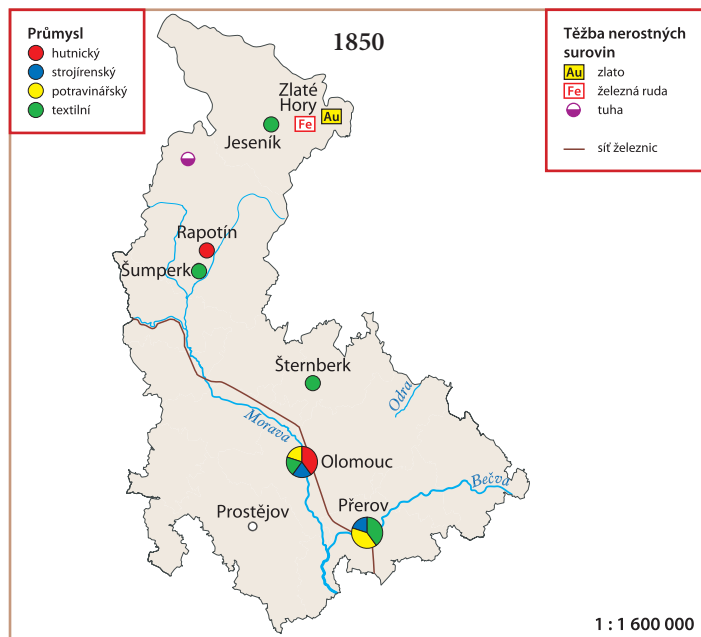 Průmysl
hutnický
strojírenský
potravinářský
textilní
1850
Těžba nerostných
surovin
Au zlato
Fe železná ruda
tuha
síť železnic
Zlaté
Hory
Au
Fe
Jeseník
Rapotín
Šumperk
Šternberk
Odra
Morava
Olomouc
Bečva
Přerov
Prostějov
1 : 1 600 000